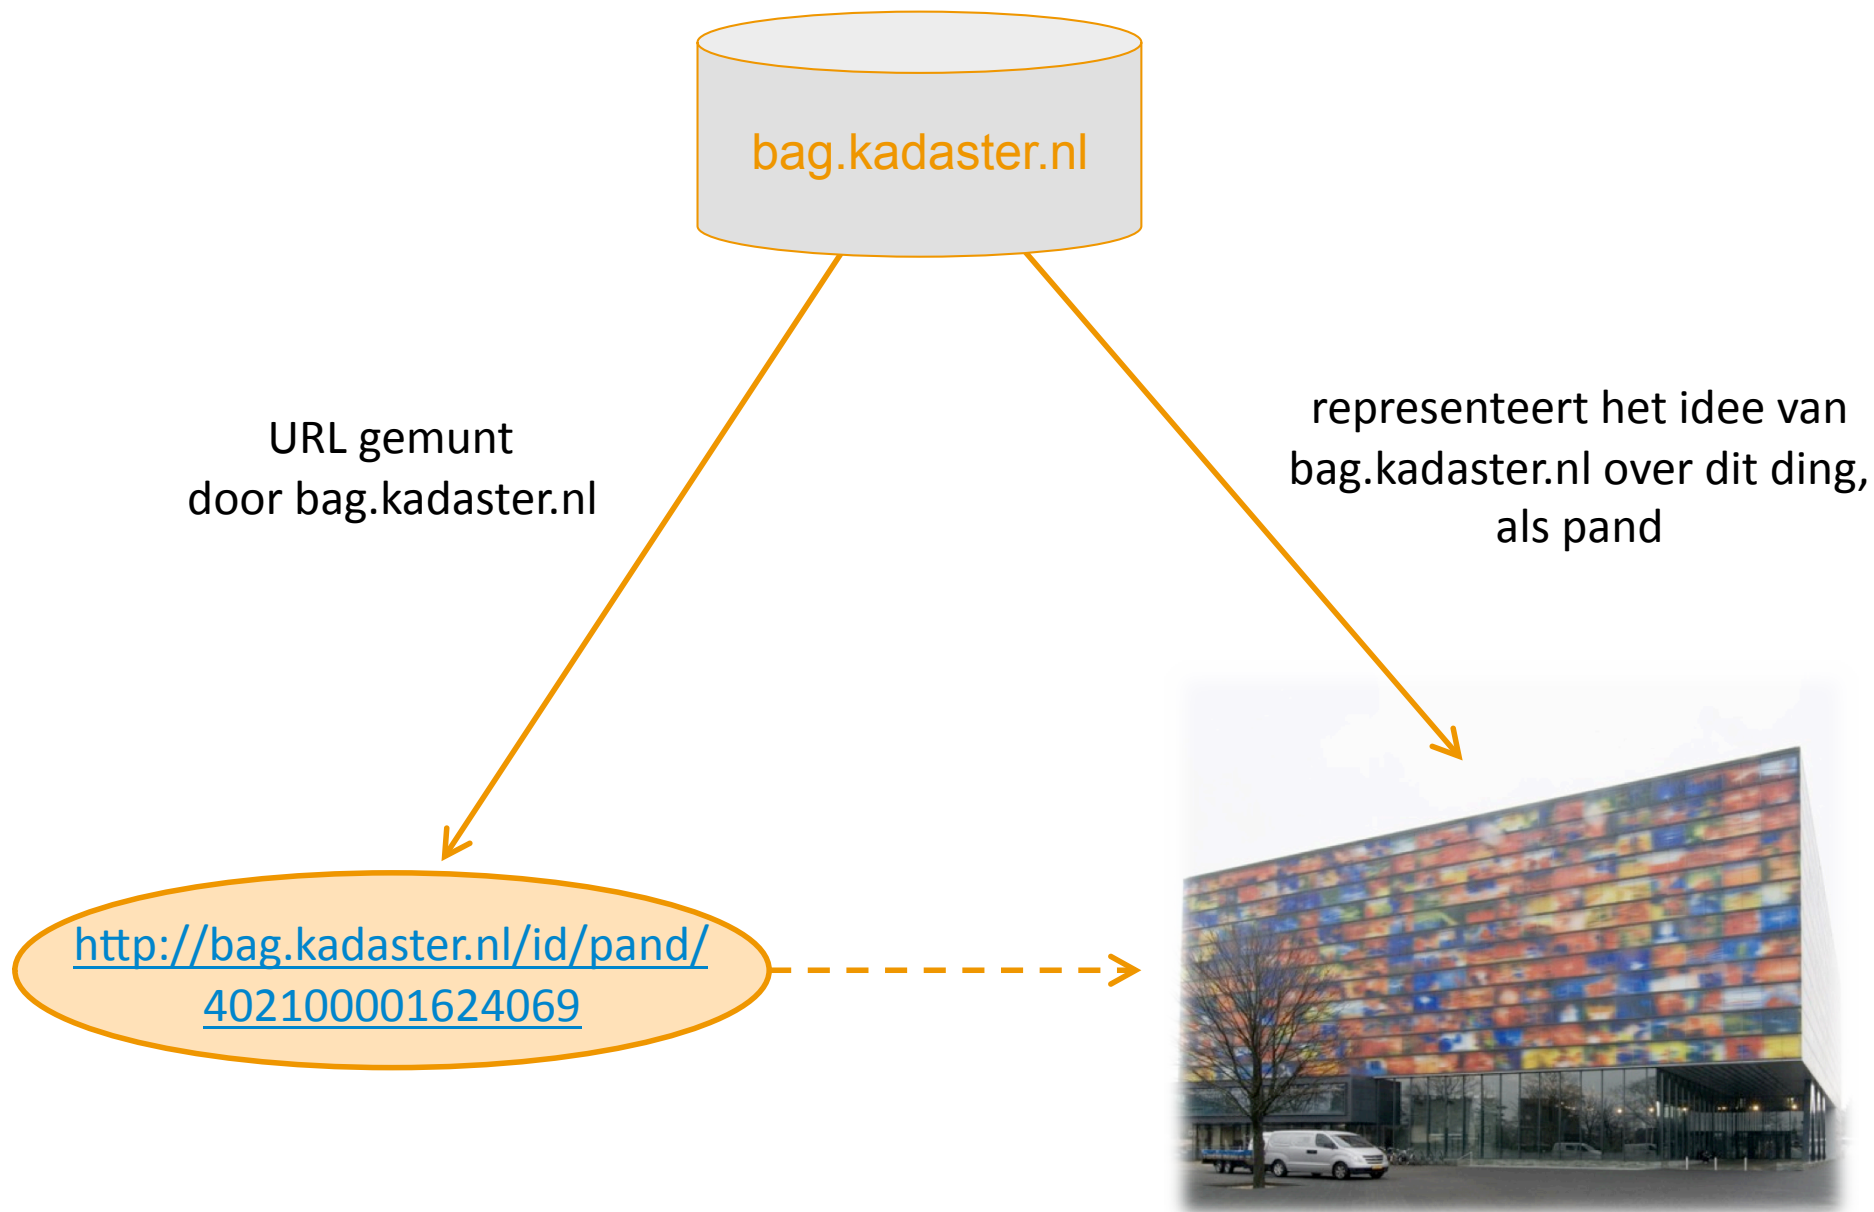 bag.kadaster.nl
URL gemunt
door bag.kadaster.nl
representeert het idee van
bag.kadaster.nl over dit ding,
als pand
http://bag.kadaster.nl/id/pand/
402100001624069